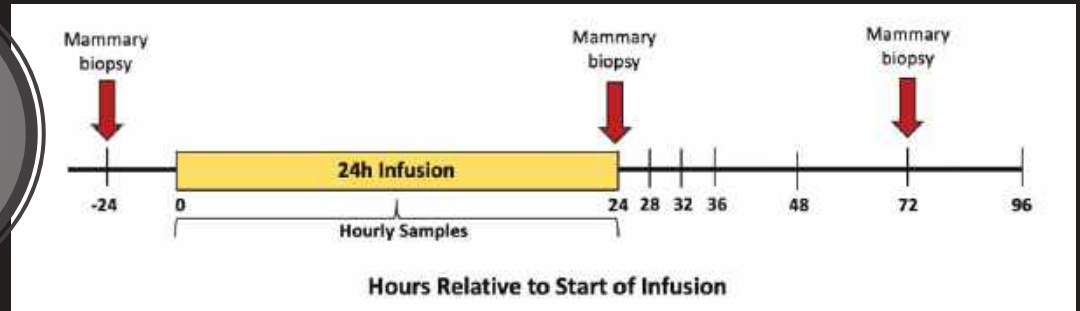 Mammary
biopsy
Mammary
biopsy
Mammary
biopsy
24h Infusion
-24 0 24 28 32 36 48 72 96
Hourly Samples
Hours Relative to Start of Infusion